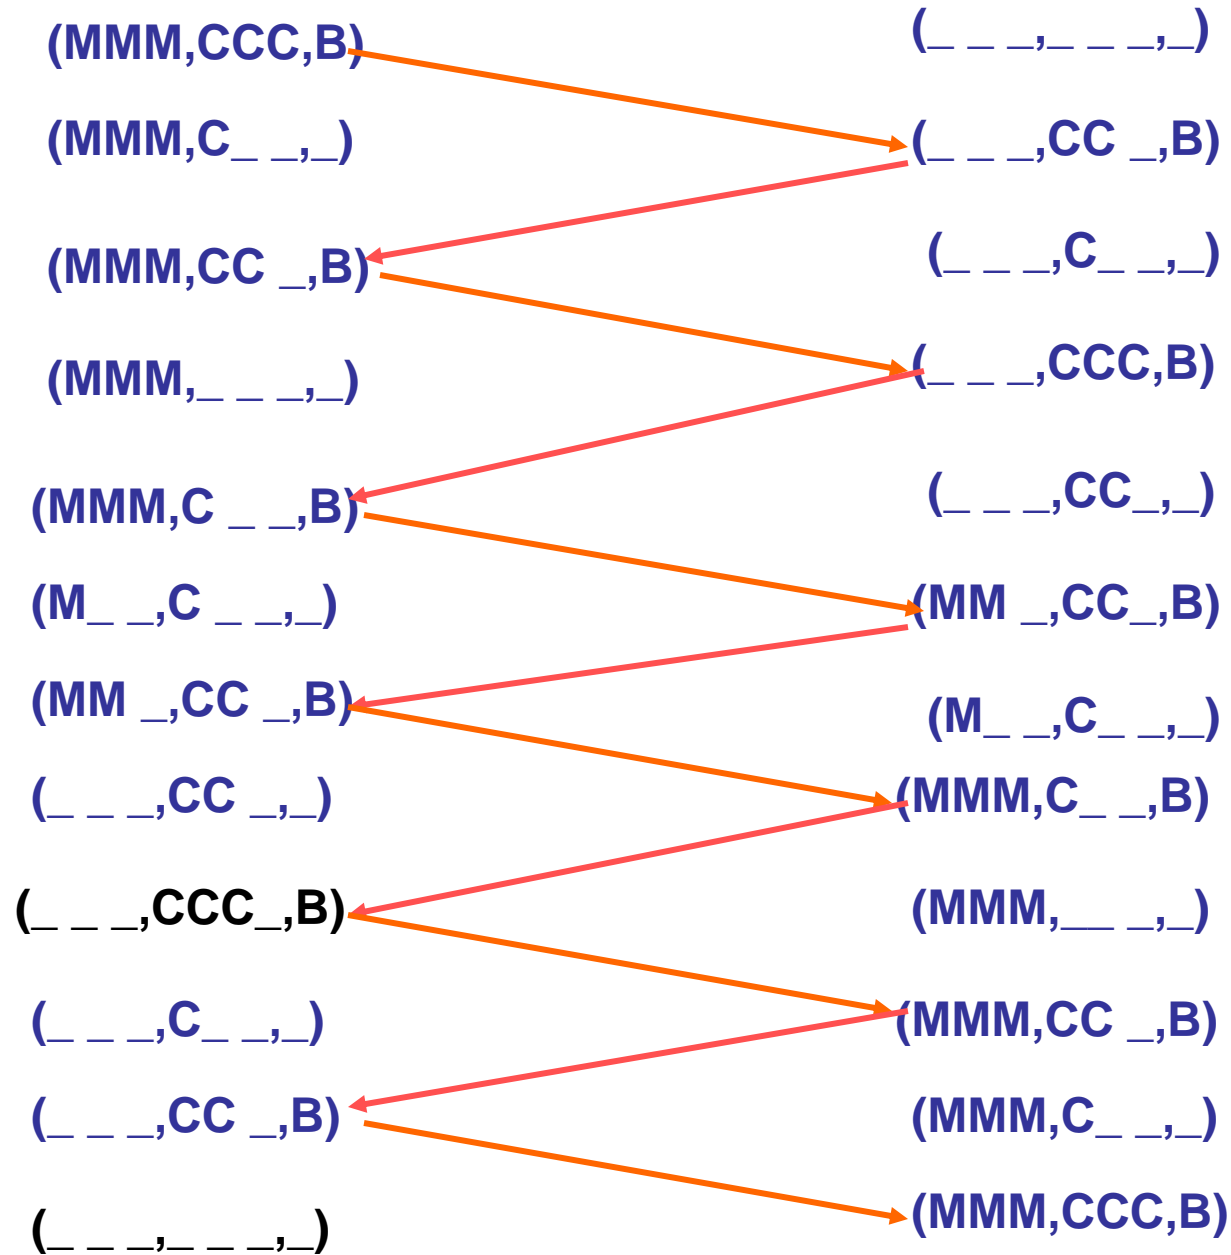 (MMM,CCC,B) (_ _ _,_ _ _,_)
(MMM,C_ _,_) (_ _ _,CC _,B)
(MMM,CC _,B) (_ _ _,C_ _,_)
(MMM,_ _ _,_) (_ _ _,CCC,B)
(MMM,C _ _,B) (_ _ _,CC_,_)
(M_ _,C _ _,_) (MM _,CC_,B)
(MM _,CC _,B) (M_ _,C_ _,_)
(_ _ _,CC _,_) (MMM,C_ _,B)
(_ _ _,CCC_,B) (MMM,__ _,_)
(_ _ _,C_ _,_) (MMM,CC _,B)
(_ _ _,CC _,B) (MMM,C_ _,_)
(_ _ _,_ _ _,_) (MMM,CCC,B)